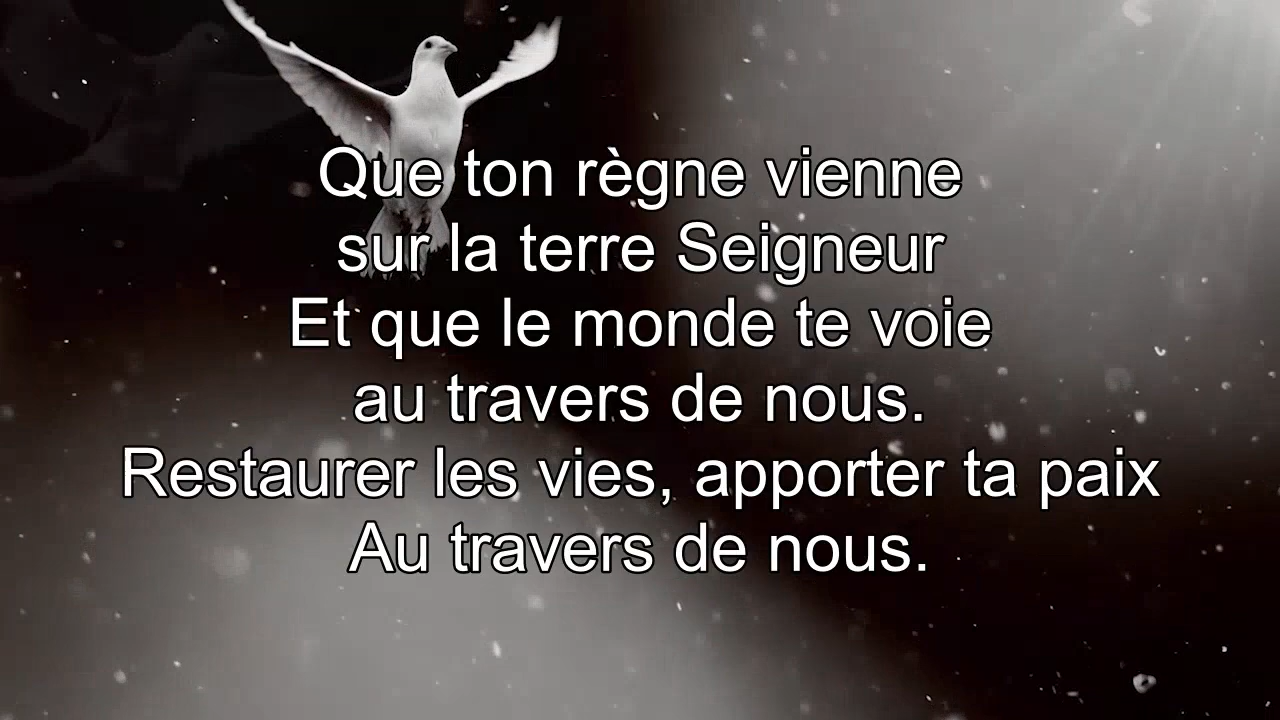 Que ton règne vienne
sur la terre Seigneur
Et que le monde te voie
au travers de nous.
Restaurer les vies, apporter ta paix
Au travers de nous.